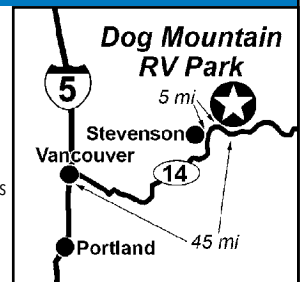 Dog Mountain
RV Park
5
5 mi
Stevenson
Vancouver
14
s
45 mi
Portland